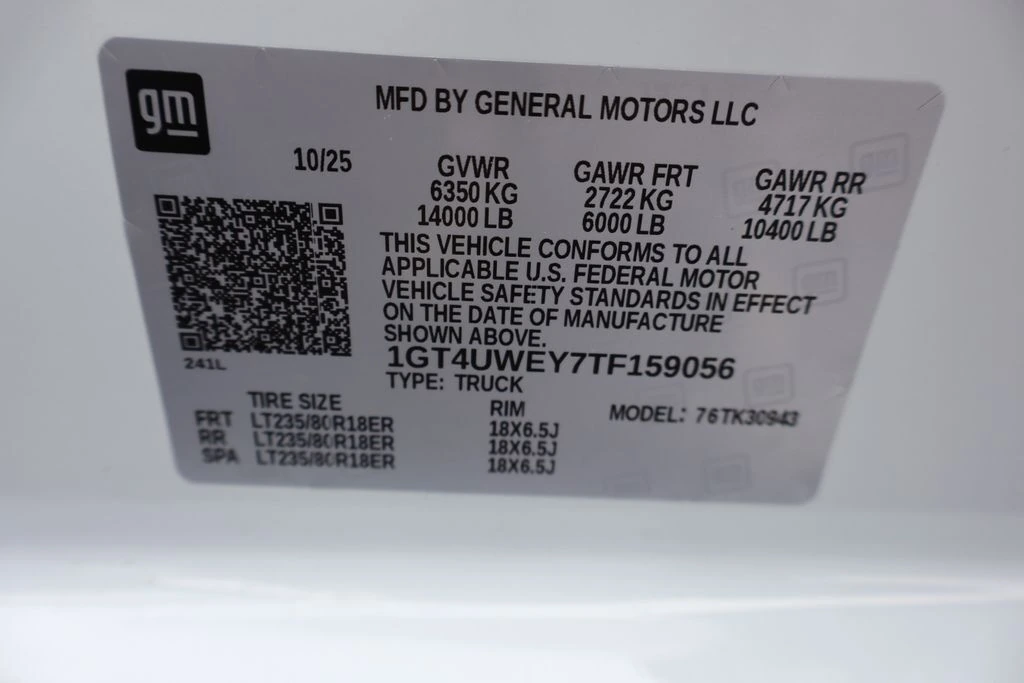 gm
MFD BY GENERAL MOTORS LLC
10/25 GVWR GAWR FRT GAWR RR
6350 KG 2722 KG 4717 KG
14000 LB 6000 LB 10400 LB
THIS VEHICLE CONFORMS TO ALL
APPLICABLE U.S. FEDERAL MOTOR
VEHICLE SAFETY STANDARDS IN EFFECT
ON THE DATE OF MANUFACTURE
SHOWN ABOVE.
241L
1GT4UWEY7TF159056
TYPE: TRUCK
TIRE SIZE RIM MODEL: 76TK30943
FRT LT235/80R18ER 18X6.5J
RR LT235/80R18ER 18X6.5J
SPA LT235/80R18ER 18X6.5J